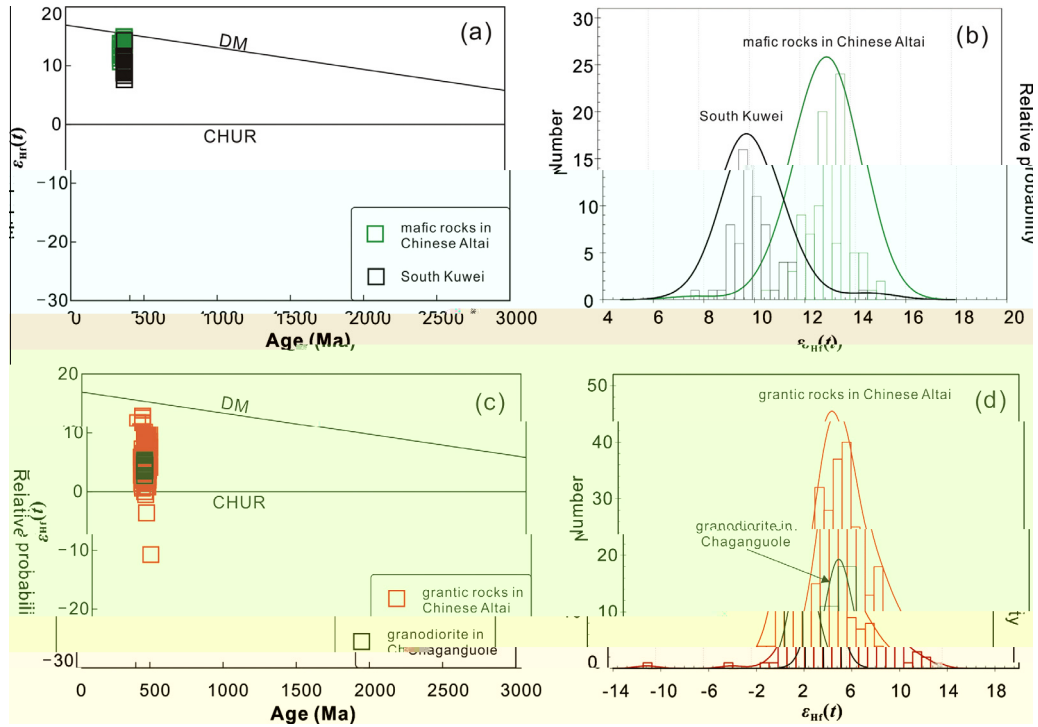 20
(a)
DM
10
0
CHUR
εHf(t)
−10
−20
−30
mafic rocks in
Chinese Altai
South Kuwei
0
500
1000
1500
2000
2500
3000
Age (Ma)
30
(b)
mafic rocks in Chinese Altai
25
20
South Kuwei
15
10
5
0
Number
Relative probability
4
6
8
10
12
14
16
18
20
εHf(t)
20
(c)
DM
10
0
CHUR
εHf(t)
Relative probabili
−10
−20
−30
grantic rocks in
Chinese Altai
granodiorite in
Chaganguole
0
500
1000
1500
2000
2500
3000
Age (Ma)
50
grantic rocks in Chinese Altai
(d)
40
30
Number
granodiorite in
Chaganguole
20
10
0
-14
-10
-6
-2
2
6
10
14
18
εHf(t)